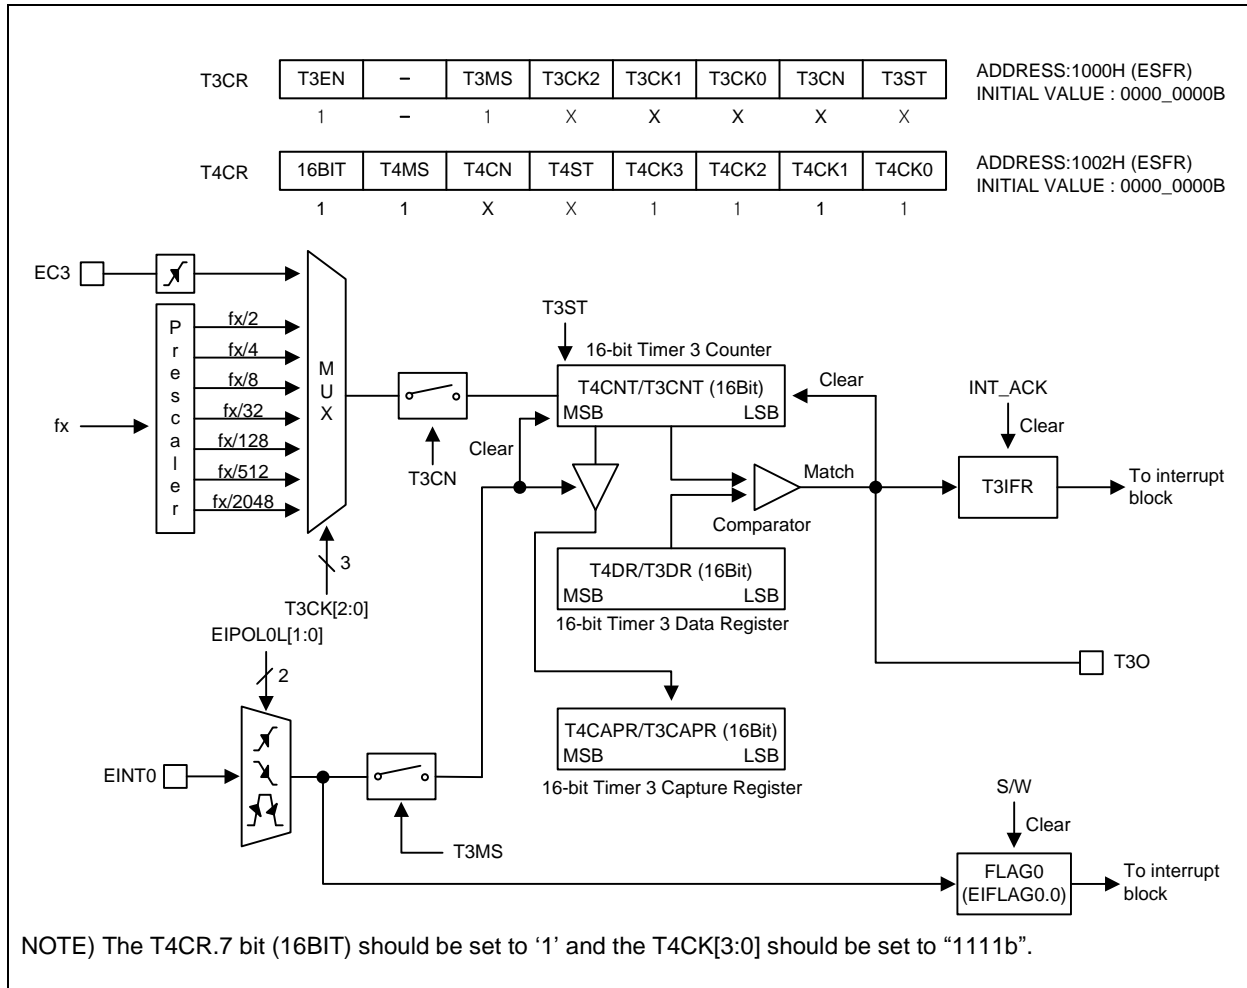 T3CR T3EN – T3MS T3CK2 T3CK1 T3CK0 T3CN T3ST
ADDRESS:1000H (ESFR)
INITIAL VALUE : 0000_0000B
1 – 1 X X X X X
T4CR 16BIT T4MS T4CN T4ST T4CK3 T4CK2 T4CK1 T4CK0
ADDRESS:1002H (ESFR)
INITIAL VALUE : 0000_0000B
1 1 X X 1 1 1 1
EC3
Prescaler
fx
fx/2
fx/4
fx/8
fx/32
fx/128
fx/512
fx/2048
MUX
3
T3CK[2:0]
T3CN
T3ST
16-bit Timer 3 Counter
T4CNT/T3CNT (16Bit)
MSB LSB
Clear
Clear
Match
Comparator
INT_ACK
Clear
T3IFR
To interrupt
block
T4DR/T3DR (16Bit)
MSB LSB
16-bit Timer 3 Data Register
T3O
EIPOL0L[1:0]
2
EINT0
T3MS
T4CAPR/T3CAPR (16Bit)
MSB LSB
16-bit Timer 3 Capture Register
S/W
Clear
FLAG0
(EIFLAG0.0)
To interrupt
block
NOTE) The T4CR.7 bit (16BIT) should be set to ‘1’ and the T4CK[3:0] should be set to “1111b”.